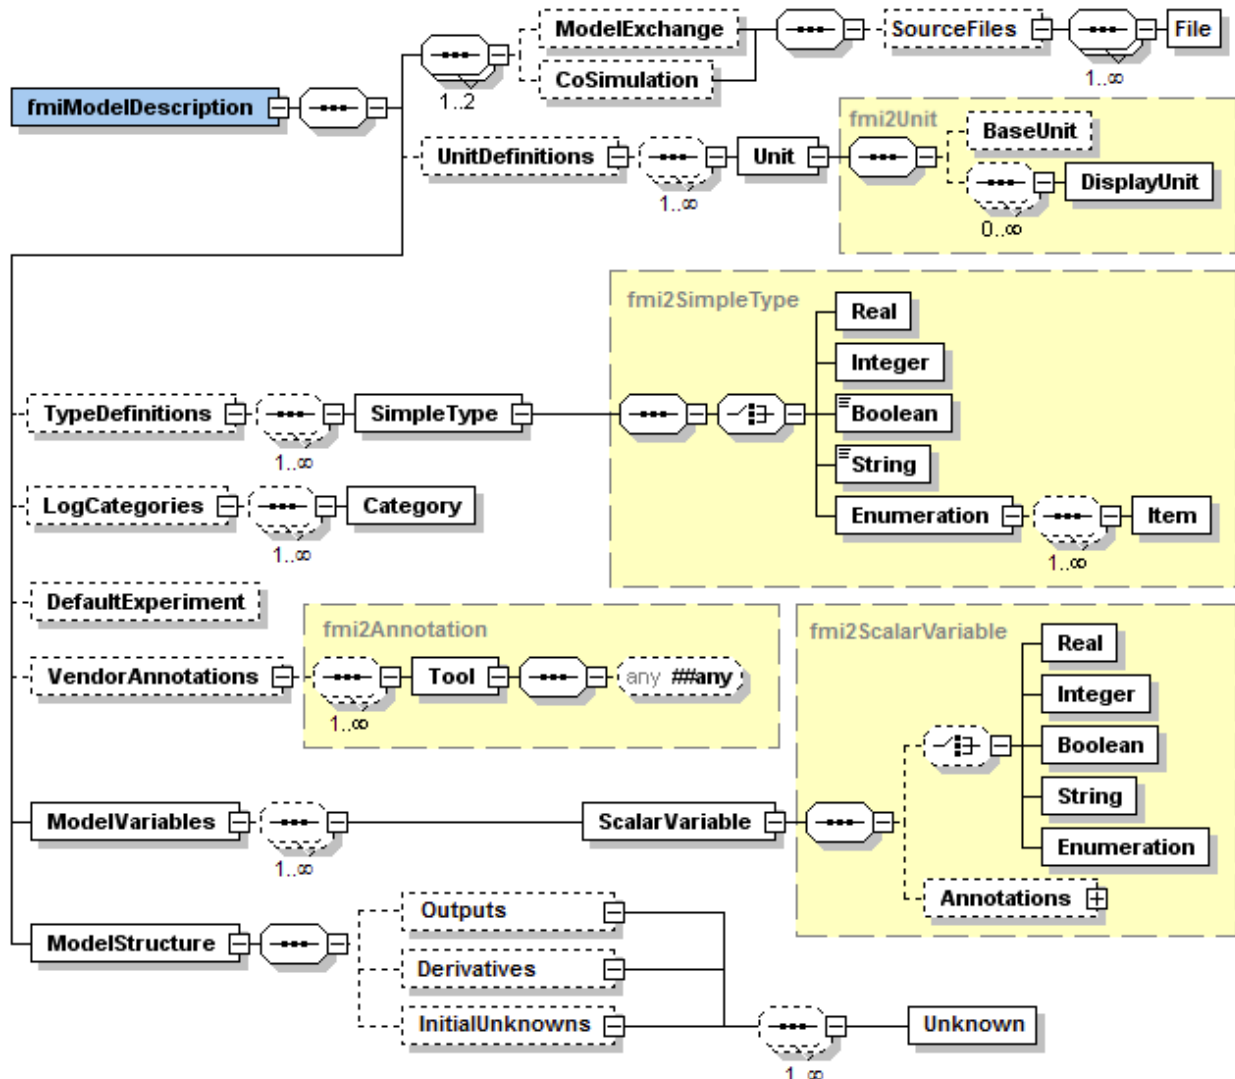 ModelExchange
SourceFiles
File
CoSimulation
1..2
1..∞
fmiModelDescription
fmi2Unit
BaseUnit
UnitDefinitions
Unit
DisplayUnit
1..∞
0..∞
fmi2SimpleType
Real
Integer
TypeDefinitions
SimpleType
Boolean
1..∞
String
LogCategories
Category
Enumeration
Item
1..∞
1..∞
DefaultExperiment
fmi2Annotation
fmi2ScalarVariable
Real
VendorAnnotations
Tool
any ##any
Integer
1..∞
Boolean
String
ModelVariables
ScalarVariable
Enumeration
1..∞
Annotations
Outputs
ModelStructure
Derivatives
InitialUnknowns
Unknown
1..∞